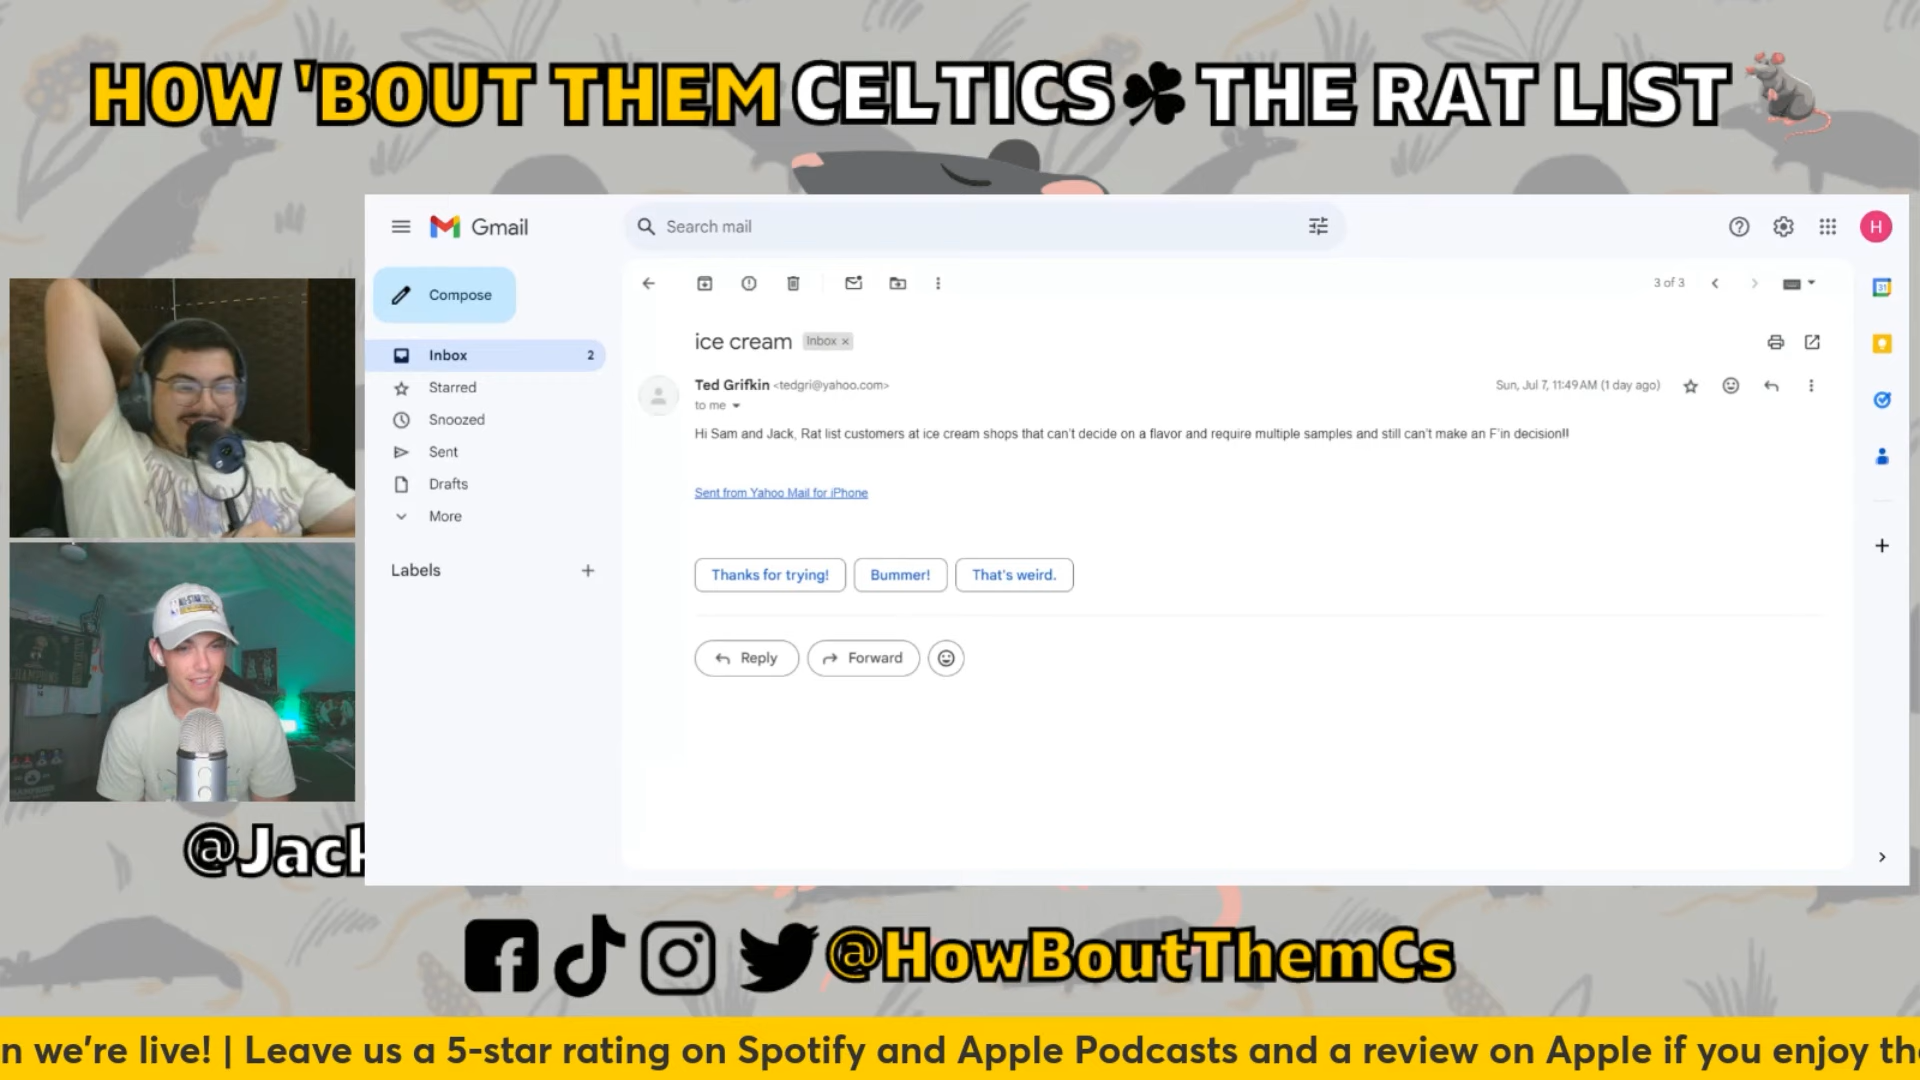 HOW 'BOUT THEM CELTICS THE RAT LIST
Gmail
Search mail
H
Compose
3 of 3
31
Inbox 2
ice cream Inbox ×
Starred
Ted Grifkin <tedgri@yahoo.com> Sun, Jul 7, 11:49 AM (1 day ago)
to me
Snoozed
Hi Sam and Jack, Rat list customers at ice cream shops that can't decide on a flavor and require multiple samples and still can't make an F'in decision!!
Sent
Drafts
Sent from Yahoo Mail for iPhone
More
Labels
Thanks for trying! Bummer! That's weird.
Reply Forward
ALL-STAR
CHAMPIONS
@Jack
@HowBoutThemCs
n we're live! | Leave us a 5-star rating on Spotify and Apple Podcasts and a review on Apple if you enjoy the